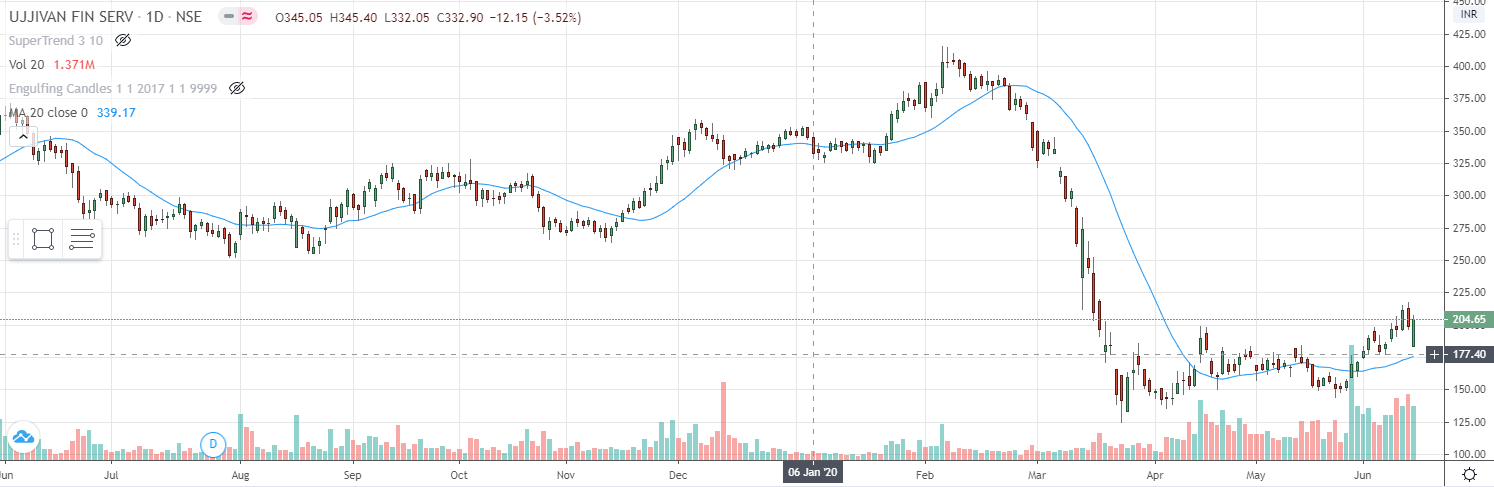 UJJIVAN FIN SERV · 1D · NSE O345.05 H345.40 L332.05 C332.90 −12.15 (−3.52%)
SuperTrend 3 10
Vol 20 1.371M
Engulfing Candles 1 1 2017 1 1 9999
MA 20 close 0 339.17
450.00
INR
425.00
400.00
375.00
350.00
325.00
300.00
275.00
250.00
225.00
204.65
177.40
150.00
125.00
100.00
D
Jun Jul Aug Sep Oct Nov Dec 06 Jan '20 Feb Mar Apr May Jun